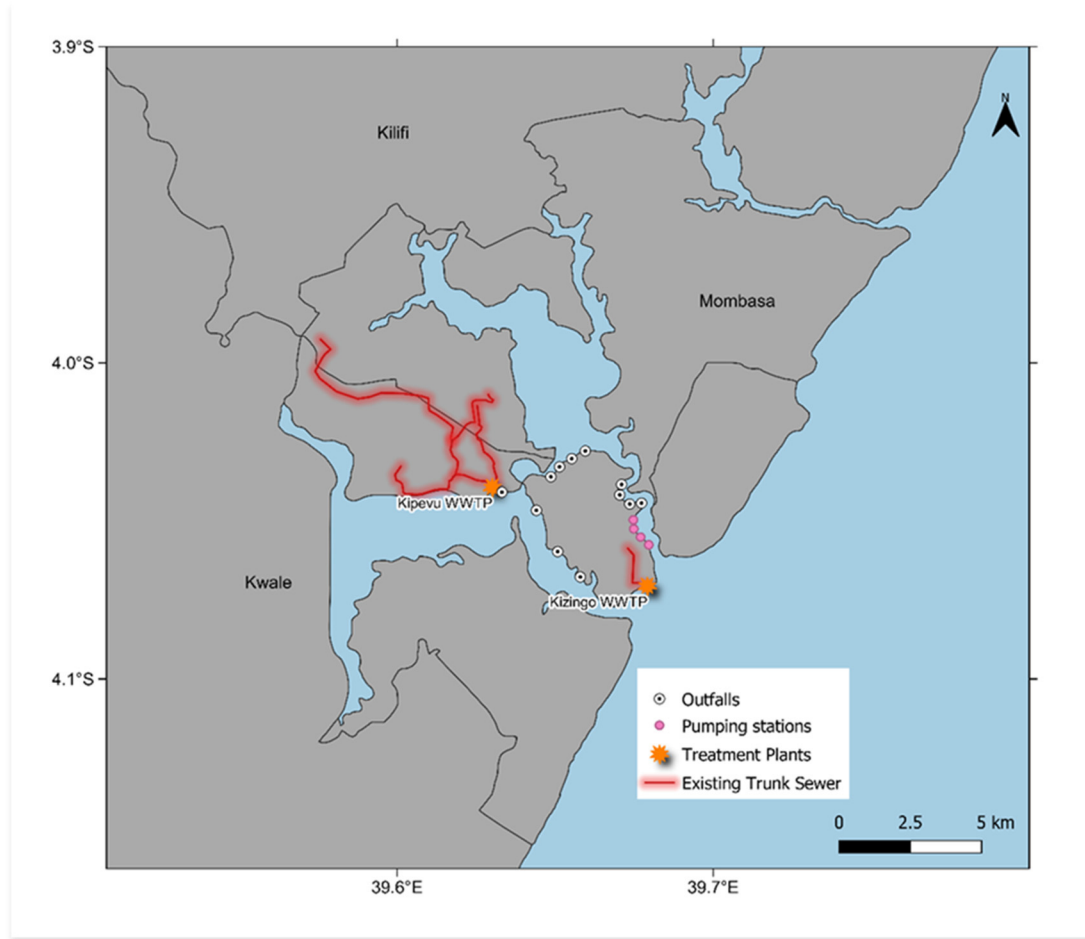 3.9°S
N
Kilifi
Mombasa
4.0°S
Kipevu WWTP
Kwale
Kizingo WWTP
4.1°S
Outfalls
Pumping stations
Treatment Plants
Existing Trunk Sewer
0 2.5 5 km
39.6°E 39.7°E